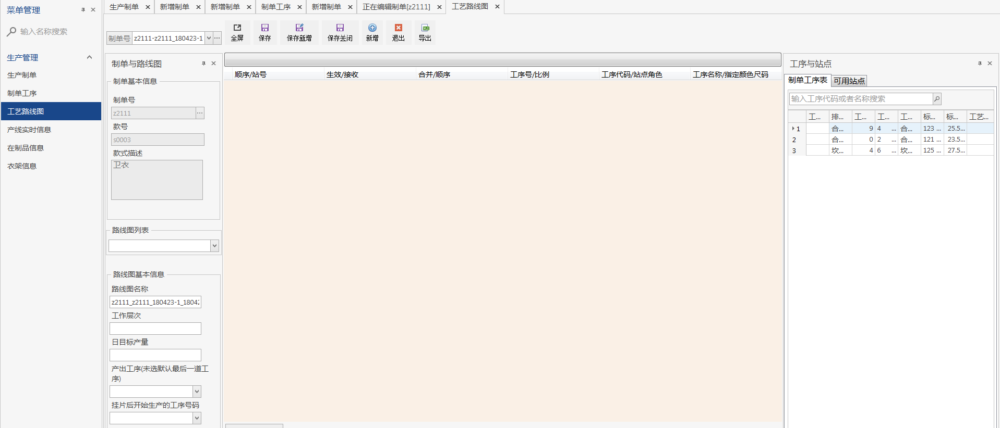 菜单管理
输入名称搜索
生产管理
生产制单
制单工序
工艺路线图
产线实时信息
在制品信息
衣架信息
生产制单 新增制单 新增制单 制单工序 新增制单 正在编辑制单[z2111] 工艺路线图
制单号 z2111-z2111_180423-1 ...
全屏 保存 保存新增 保存关闭 新增 退出 导出
制单与路线图
制单基本信息
制单号
z2111 ...
款号
s0003
款式描述
卫衣
路线图列表
路线图基本信息
路线图名称
z2111_z2111_180423-1_1804
工作层次
日目标产量
产出工序(未选默认最后一道工
序)
挂片后开始生产的工序号码
顺序/站号 生效/接收 合并/顺序 工序号/比例 工序代码/站点角色 工序名称/指定颜色尺码
工序与站点
制单工序表 可用站点
输入工序代码或者名称搜索
工... 排... 工... 工... 工... 标... 标... 工艺...
1 合... 9 4 ... 合... 123 ... 25.5...
2 合... 0 2 ... 合... 121 ... 23.5...
3 坎... 4 6 ... 坎... 125 ... 27.5...